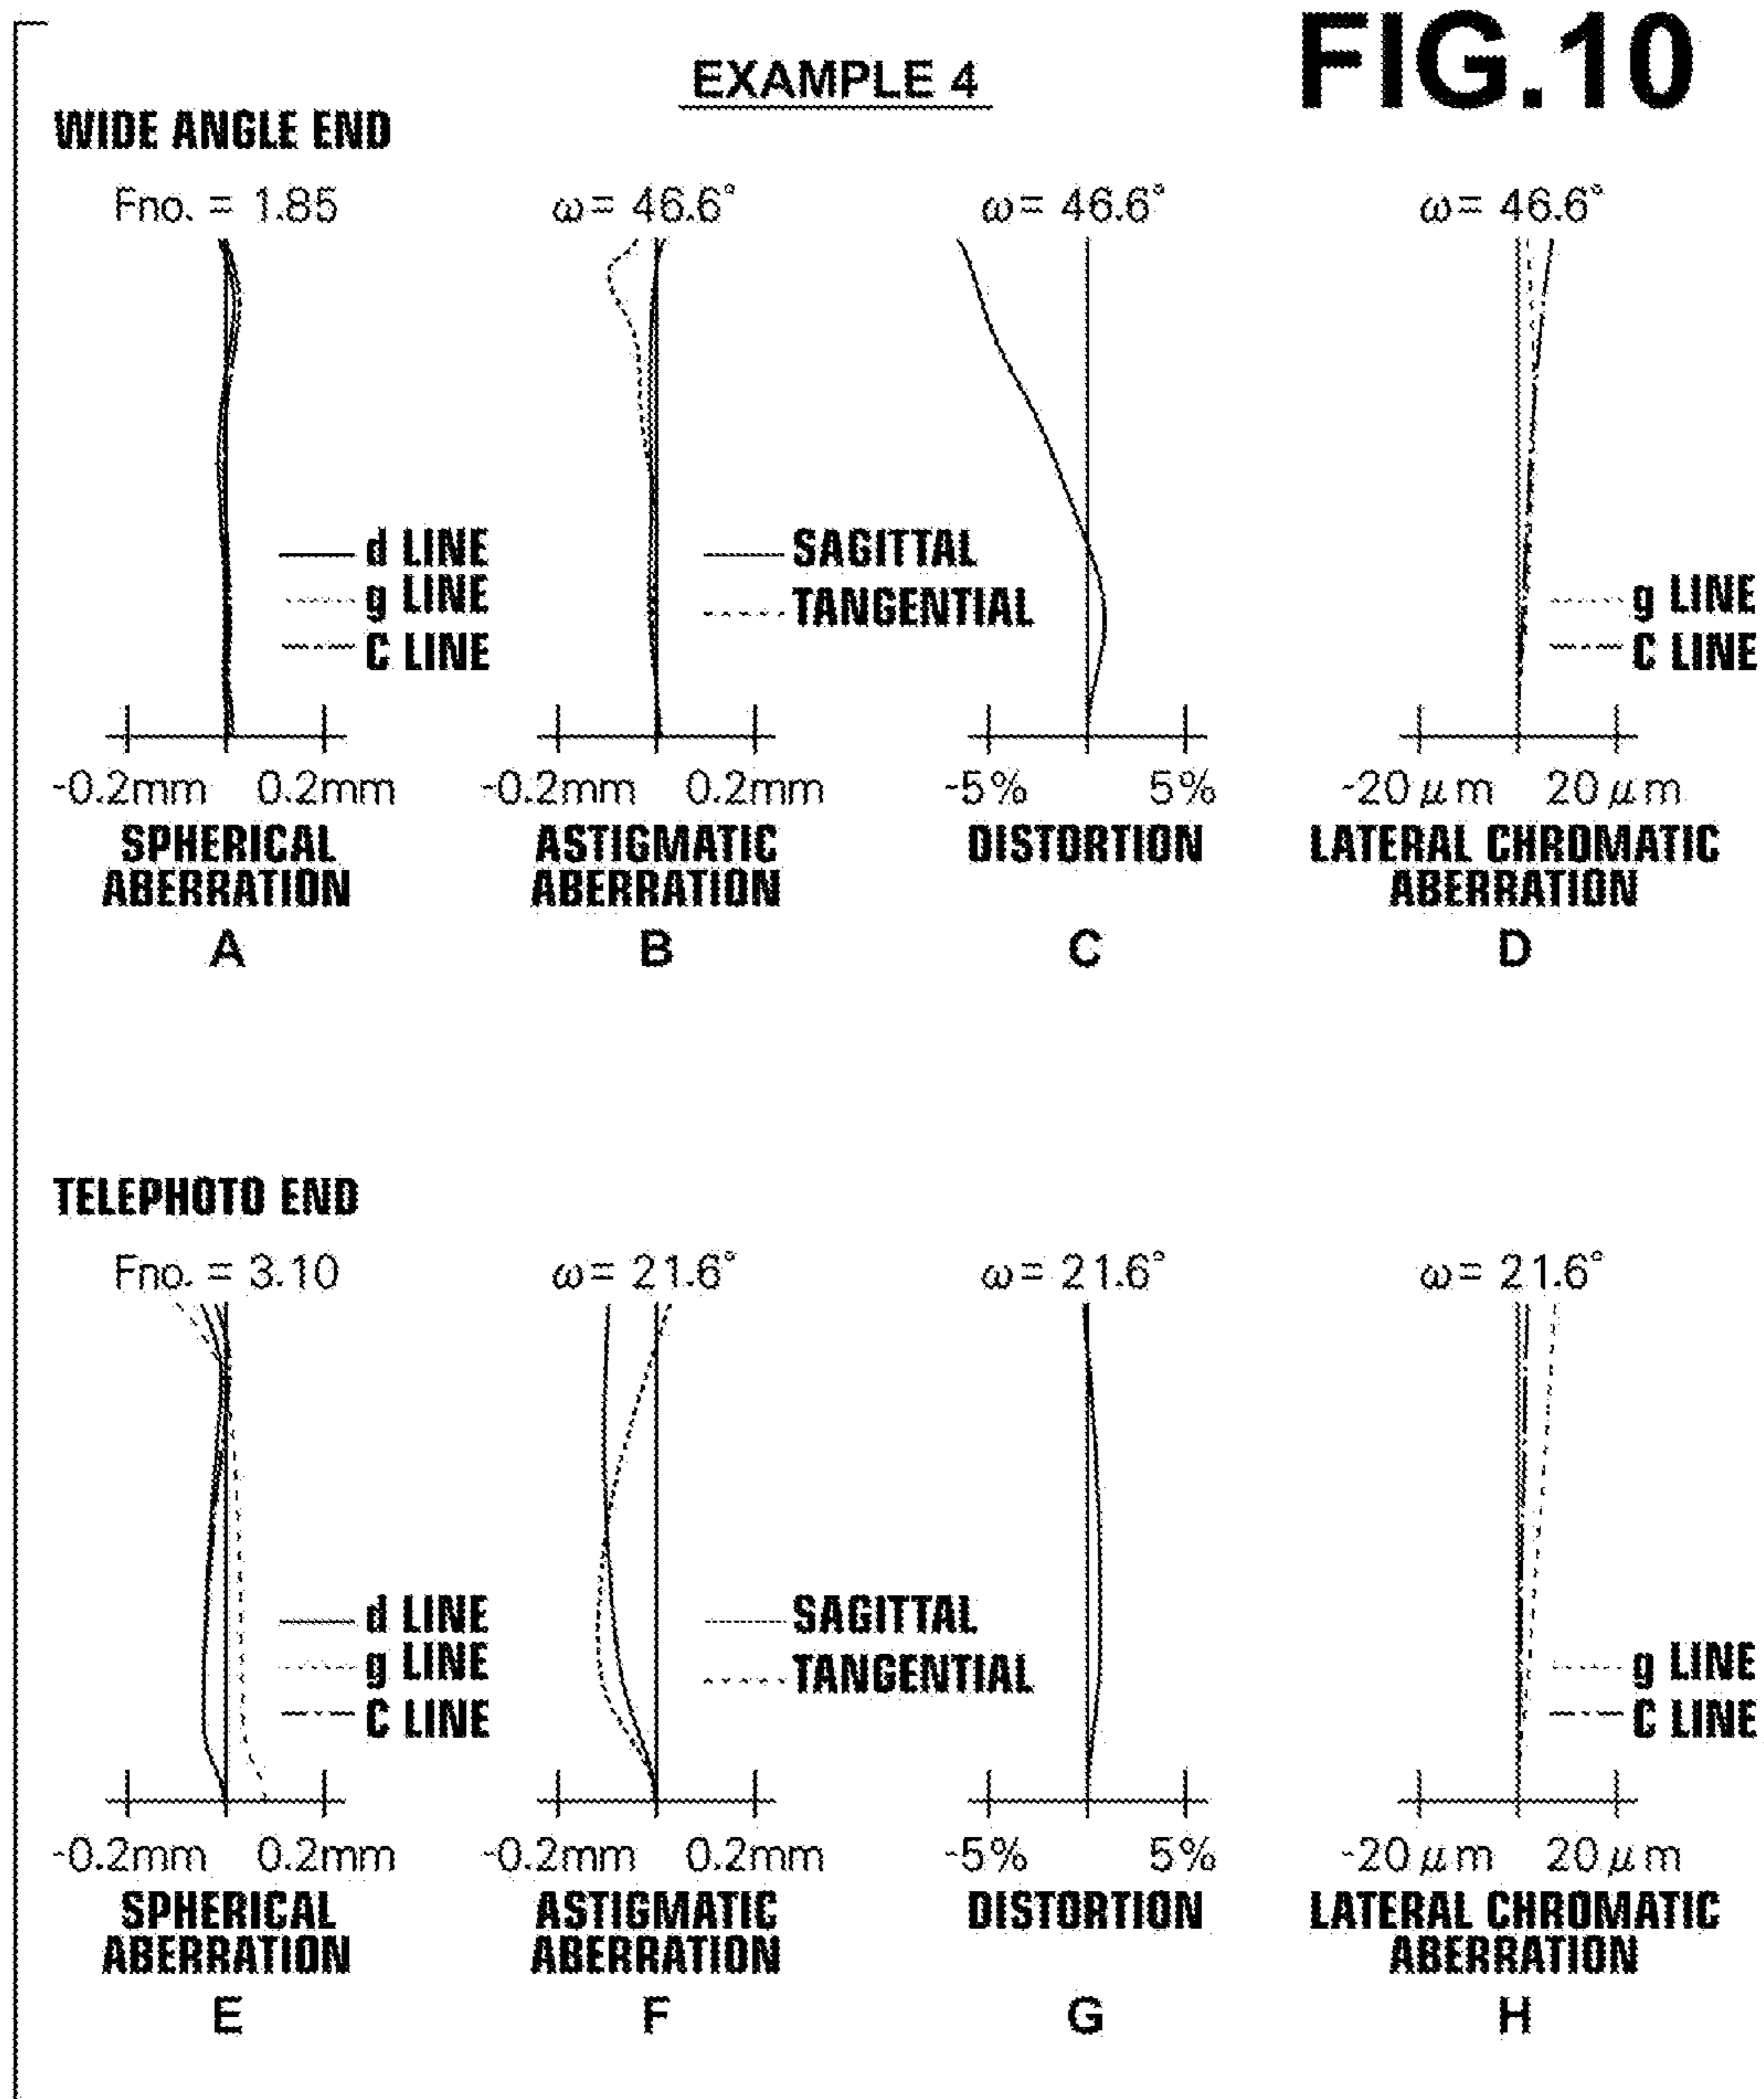 FIG.10
EXAMPLE 4
WIDE ANGLE END
Fno. = 1.85
ω = 46.6°
ω = 46.6°
ω = 46.6°
d LINE
g LINE
C LINE
SAGITTAL
TANGENTIAL
g LINE
C LINE
-0.2mm 0.2mm
-0.2mm 0.2mm
-5% 5%
-20 μm 20 μm
SPHERICAL
ABERRATION
ASTIGMATIC
ABERRATION
DISTORTION
LATERAL CHROMATIC
ABERRATION
A
B
C
D
TELEPHOTO END
Fno. = 3.10
ω = 21.6°
ω = 21.6°
ω = 21.6°
d LINE
g LINE
C LINE
SAGITTAL
TANGENTIAL
g LINE
C LINE
-0.2mm 0.2mm
-0.2mm 0.2mm
-5% 5%
-20 μm 20 μm
SPHERICAL
ABERRATION
ASTIGMATIC
ABERRATION
DISTORTION
LATERAL CHROMATIC
ABERRATION
E
F
G
H